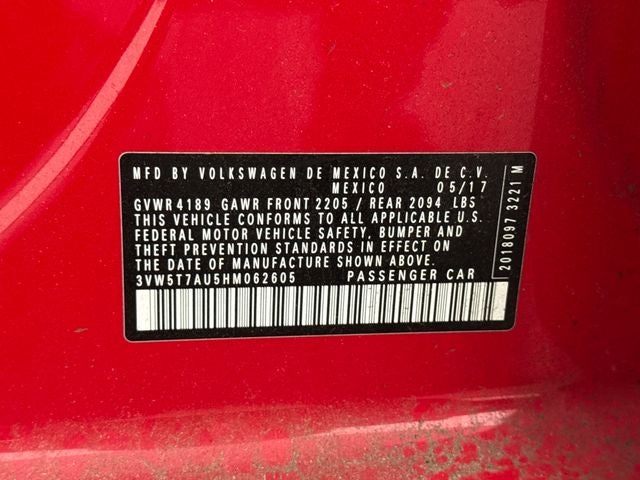 MFD BY VOLKSWAGEN DE MEXICO S.A. DE C.V.
MEXICO 05/17
GVWR 4189 GAWR FRONT 2205 / REAR 2094 LBS
THIS VEHICLE CONFORMS TO ALL APPLICABLE U.S.
FEDERAL MOTOR VEHICLE SAFETY, BUMPER AND
THEFT PREVENTION STANDARDS IN EFFECT ON
THE DATE OF MANUFACTURE SHOWN ABOVE.
3VW5T7AU5HM062605 PASSENGER CAR
2018097 3221 M